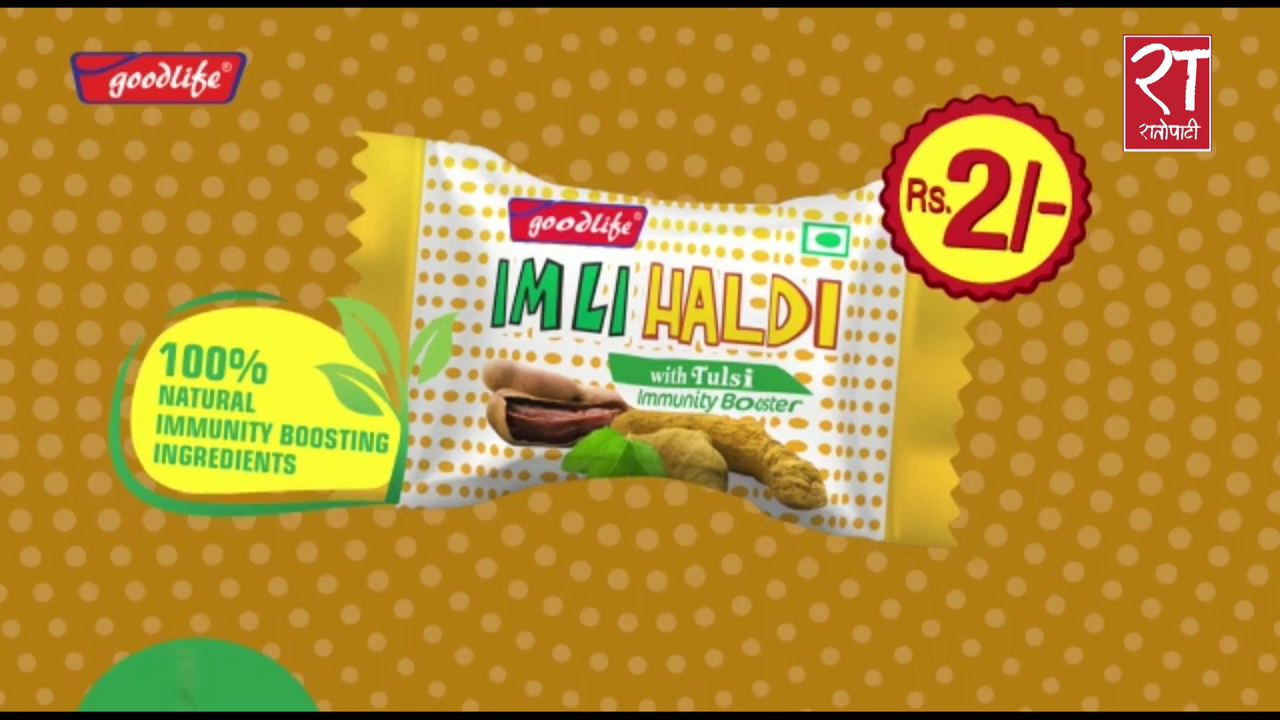 goodlife®
रा
रातोपाटी
Rs. 2/-
goodlife®
IMLI HALDI
with Tulsi
Immunity Booster
100%
NATURAL
IMMUNITY BOOSTING
INGREDIENTS